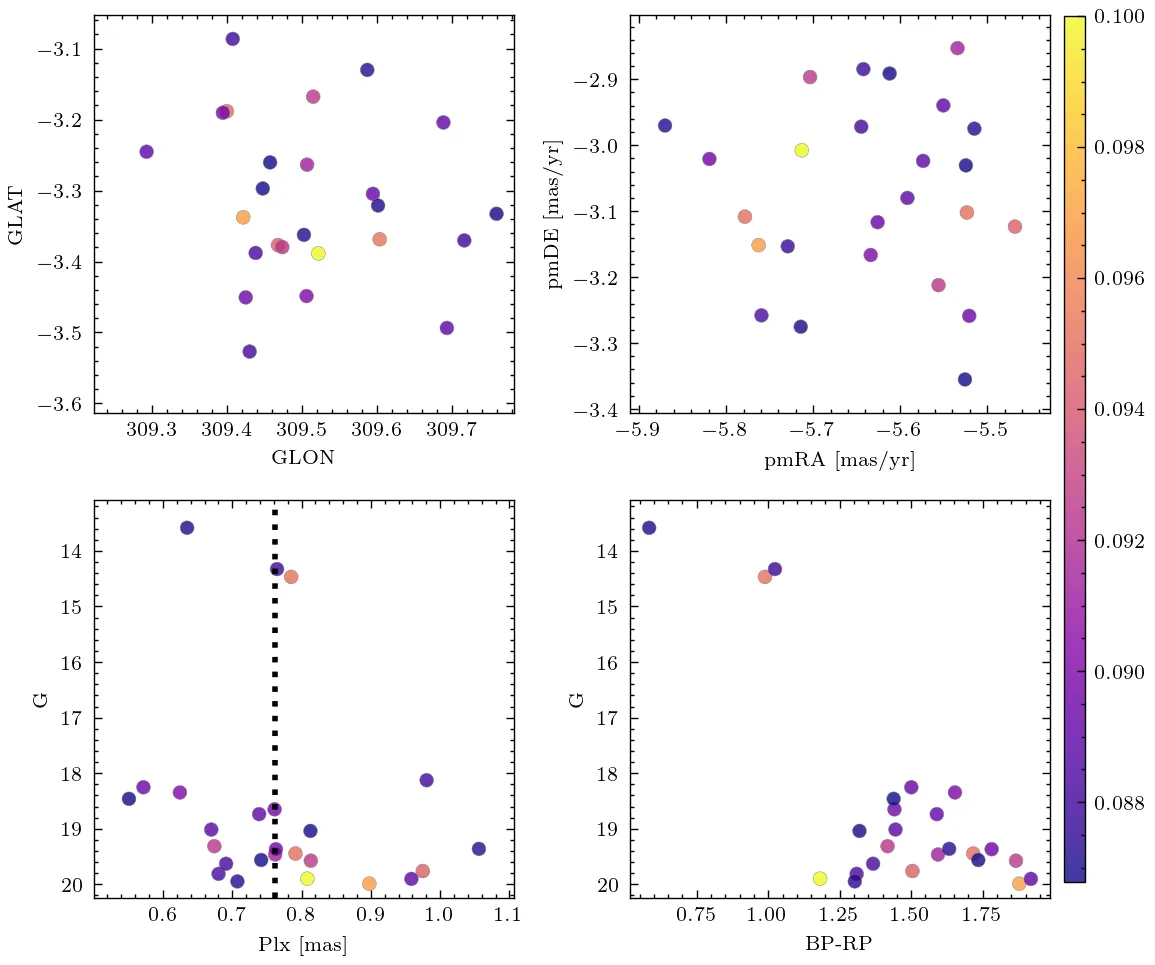 GLAT
−3.1
−3.2
−3.3
−3.4
−3.5
−3.6
309.3 309.4 309.5 309.6 309.7
GLON
pmDE [mas/yr]
−2.9
−3.0
−3.1
−3.2
−3.3
−3.4
−5.9 −5.8 −5.7 −5.6 −5.5
pmRA [mas/yr]
G
14
15
16
17
18
19
20
0.6 0.7 0.8 0.9 1.0 1.1
Plx [mas]
G
14
15
16
17
18
19
20
0.75 1.00 1.25 1.50 1.75
BP-RP
0.100
0.098
0.096
0.094
0.092
0.090
0.088